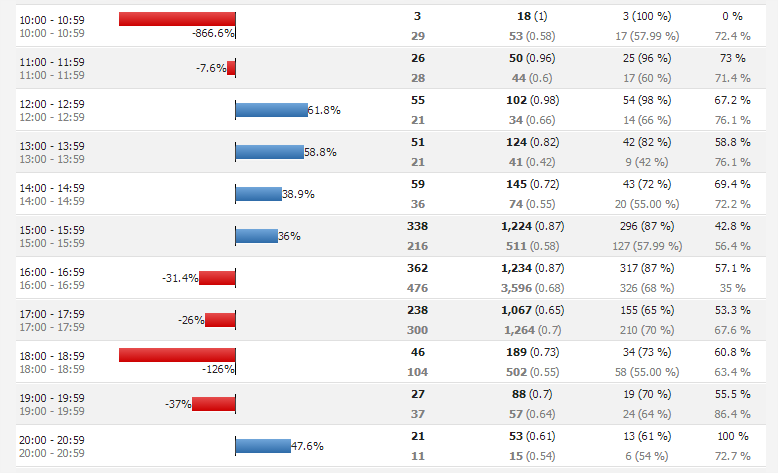 10:00 - 10:59 3 18 (1) 3 (100 %) 0 %
10:00 - 10:59 -866.6% 29 53 (0.58) 17 (57.99 %) 72.4 %
11:00 - 11:59 -7.6% 26 50 (0.96) 25 (96 %) 73 %
11:00 - 11:59 28 44 (0.6) 17 (60 %) 71.4 %
12:00 - 12:59 61.8% 55 102 (0.98) 54 (98 %) 67.2 %
12:00 - 12:59 21 34 (0.66) 14 (66 %) 76.1 %
13:00 - 13:59 58.8% 51 124 (0.82) 42 (82 %) 58.8 %
13:00 - 13:59 21 41 (0.42) 9 (42 %) 76.1 %
14:00 - 14:59 38.9% 59 145 (0.72) 43 (72 %) 69.4 %
14:00 - 14:59 36 74 (0.55) 20 (55.00 %) 72.2 %
15:00 - 15:59 36% 338 1,224 (0.87) 296 (87 %) 42.8 %
15:00 - 15:59 216 511 (0.58) 127 (57.99 %) 56.4 %
16:00 - 16:59 -31.4% 362 1,234 (0.87) 317 (87 %) 57.1 %
16:00 - 16:59 476 3,596 (0.68) 326 (68 %) 35 %
17:00 - 17:59 -26% 238 1,067 (0.65) 155 (65 %) 53.3 %
17:00 - 17:59 300 1,264 (0.7) 210 (70 %) 67.6 %
18:00 - 18:59 46 189 (0.73) 34 (73 %) 60.8 %
18:00 - 18:59 -126% 104 502 (0.55) 58 (55.00 %) 63.4 %
19:00 - 19:59 -37% 27 88 (0.7) 19 (70 %) 55.5 %
19:00 - 19:59 37 57 (0.64) 24 (64 %) 86.4 %
20:00 - 20:59 47.6% 21 53 (0.61) 13 (61 %) 100 %
20:00 - 20:59 11 15 (0.54) 6 (54 %) 72.7 %